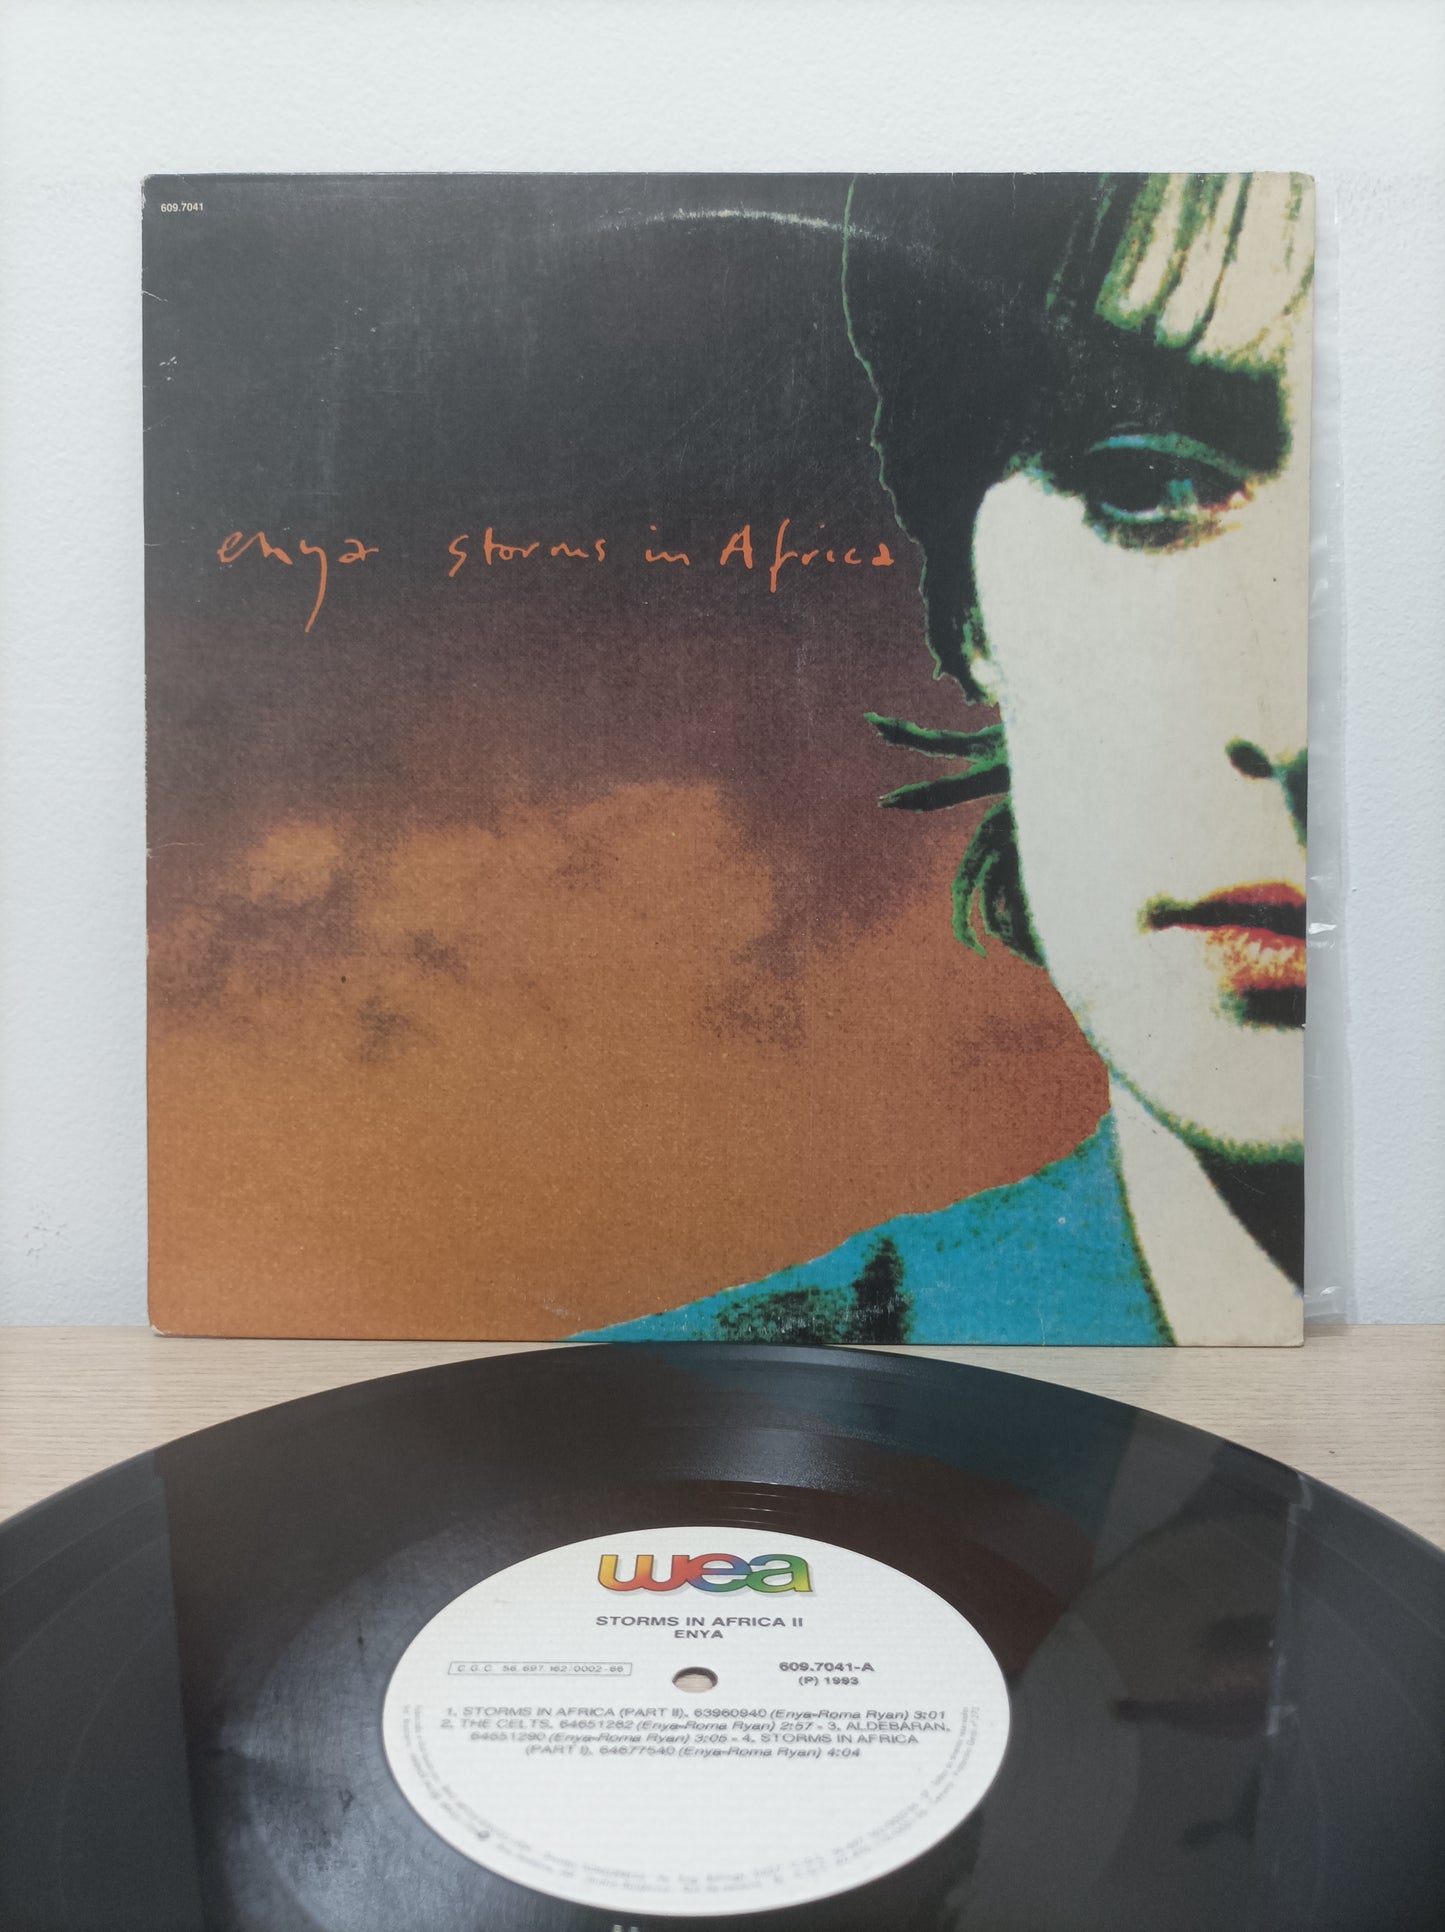 609.7041
enya storms in Africa
wea
STORMS IN AFRICA II
ENYA
C.G.C. 56.697.162/0002-66
609.7041-A
(P) 1993
1. STORMS IN AFRICA (PART II), 63960940 (Enya-Roma Ryan) 3:01
2. THE CELTS, 64651282 (Enya-Roma Ryan) 2:57 - 3. ALDEBARAN,
64651290 (Enya-Roma Ryan) 3:05 - 4. STORMS IN AFRICA
(PART I), 64677540 (Enya-Roma Ryan) 4:04